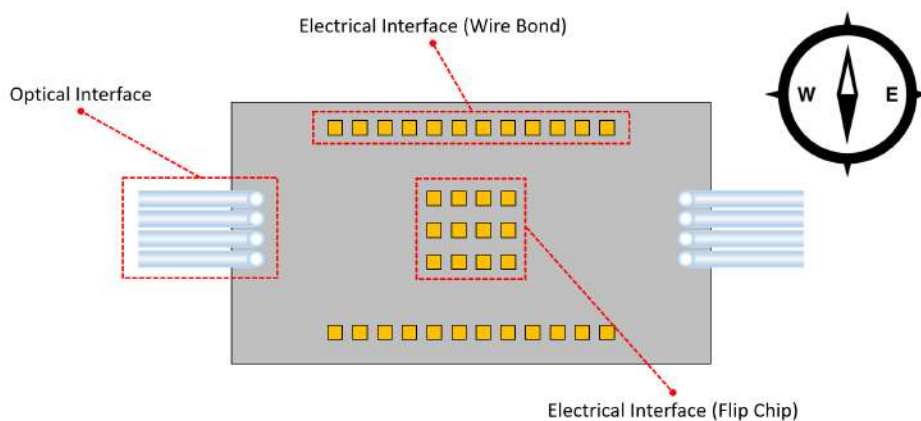 Electrical Interface (Wire Bond)
Optical Interface
W E
Electrical Interface (Flip Chip)